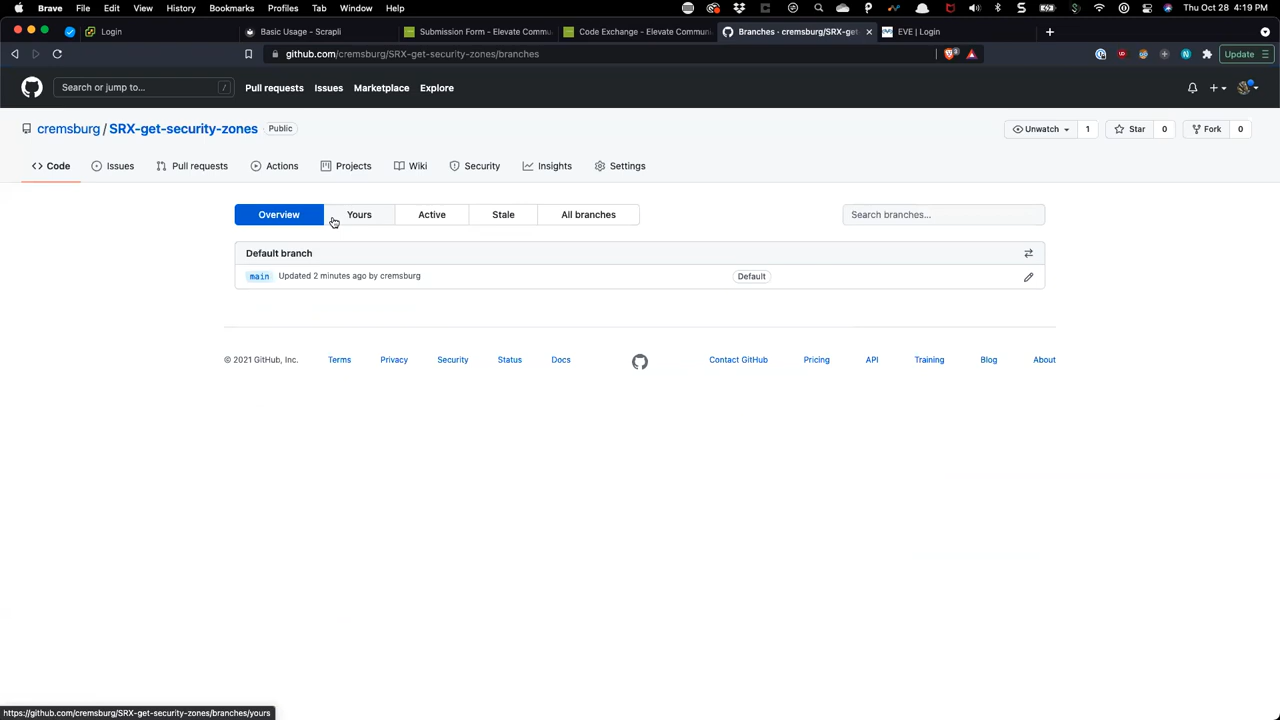 Brave File Edit View History Bookmarks Profiles Tab Window Help Thu Oct 28 4:19 PM
Login Basic Usage - Scrapli Submission Form – Elevate Commu Code Exchange - Elevate Communi Branches · cremsburg/SRX-get- EVE | Login
github.com/cremsburg/SRX-get-security-zones/branches Update
Search or jump to... / Pull requests Issues Marketplace Explore
cremsburg / SRX-get-security-zones Public Unwatch 1 Star 0 Fork 0
Code Issues Pull requests Actions Projects Wiki Security Insights Settings
Overview Yours Active Stale All branches Search branches...
Default branch
main Updated 2 minutes ago by cremsburg Default
© 2021 GitHub, Inc. Terms Privacy Security Status Docs Contact GitHub Pricing API Training Blog About
https://github.com/cremsburg/SRX-get-security-zones/branches/yours